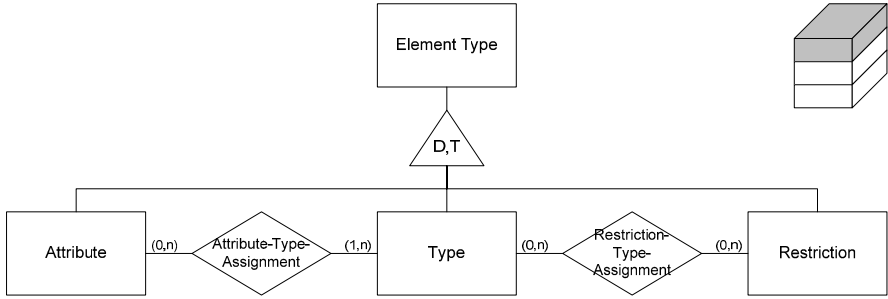 Element Type
D,T
Attribute
(0,n)
Attribute-Type-
Assignment
(1,n)
Type
(0,n)
Restriction-
Type-
Assignment
(0,n)
Restriction